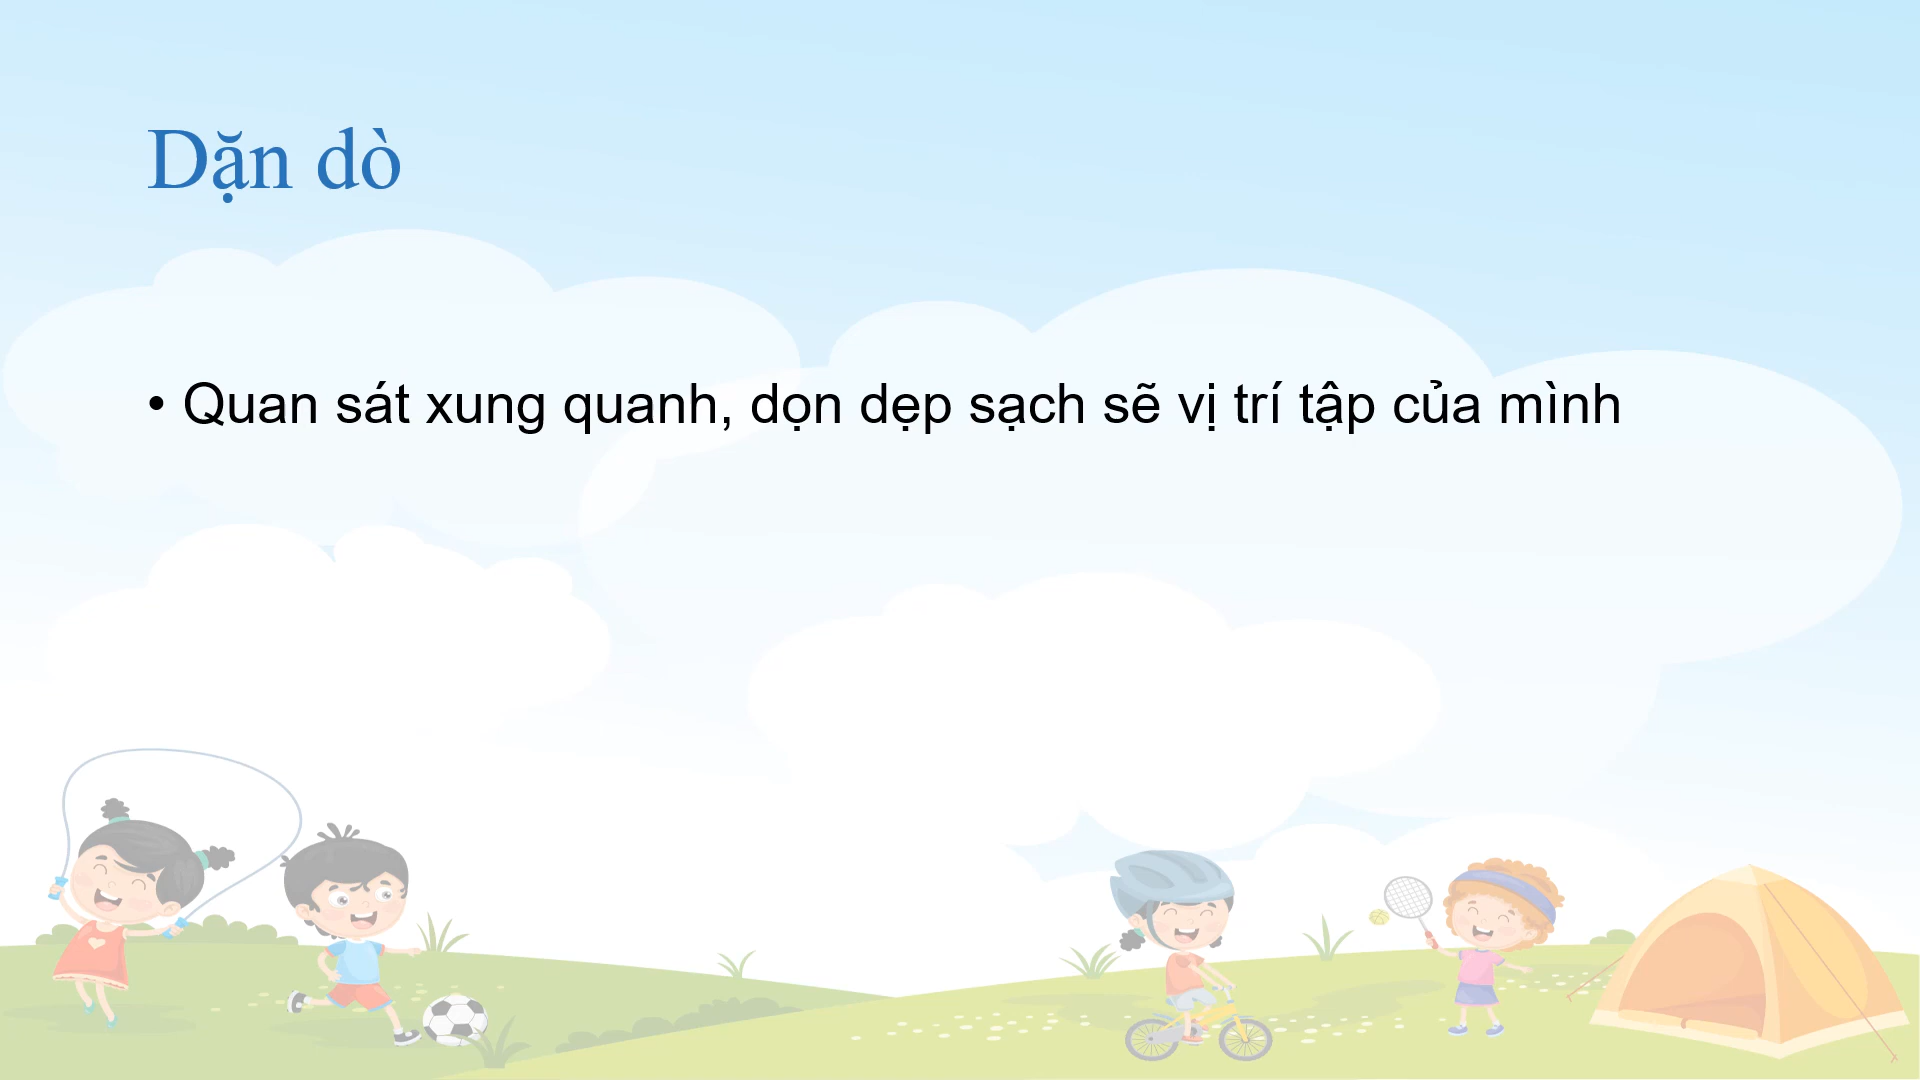 Dặn dò
• Quan sát xung quanh, dọn dẹp sạch sẽ vị trí tập của mình